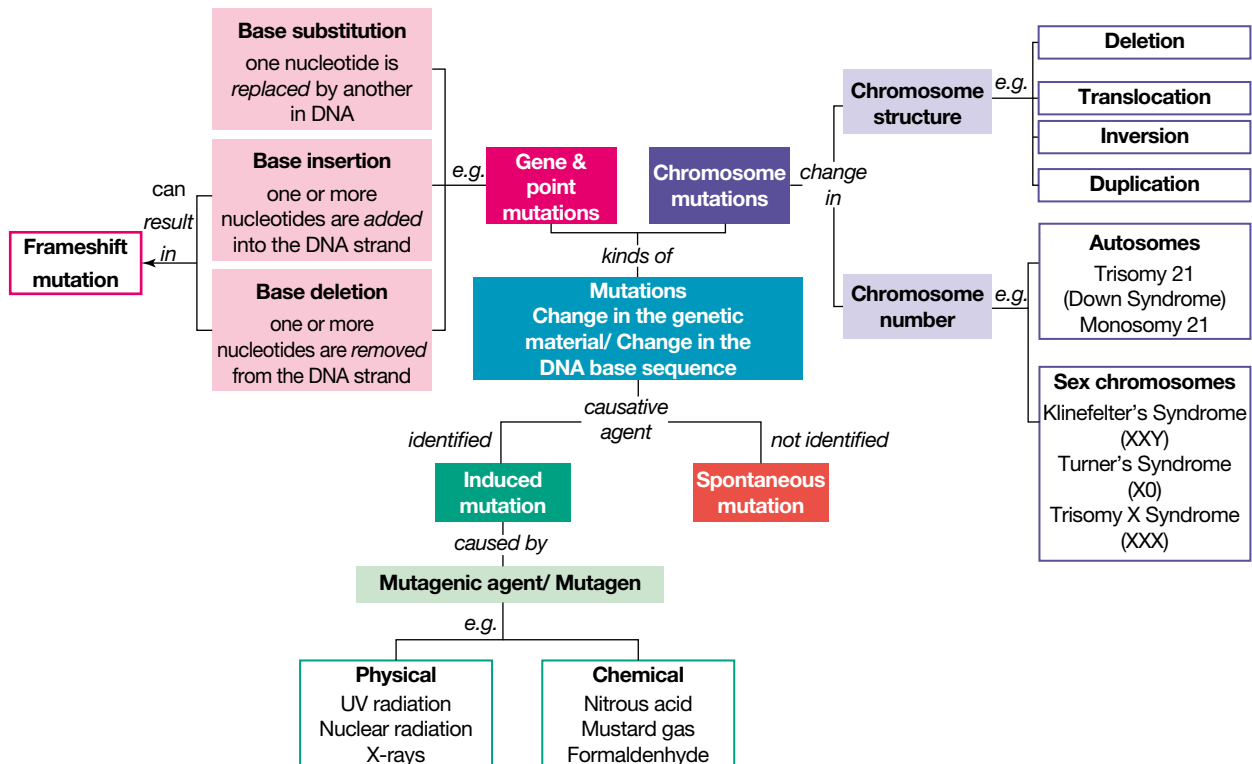 Base substitution
one nucleotide is
replaced by another
in DNA
Base insertion
one or more
nucleotides are added
into the DNA strand
Base deletion
one or more
nucleotides are removed
from the DNA strand
can
result
in
Frameshift
mutation
e.g.
Gene &
point
mutations
Chromosome
mutations
change
in
Chromosome
structure
e.g.
Deletion
Translocation
Inversion
Duplication
Chromosome
number
e.g.
Autosomes
Trisomy 21
(Down Syndrome)
Monosomy 21
Sex chromosomes
Klinefelter’s Syndrome
(XXY)
Turner’s Syndrome
(X0)
Trisomy X Syndrome
(XXX)
kinds of
Mutations
Change in the genetic
material/ Change in the
DNA base sequence
causative
agent
identified
not identified
Induced
mutation
Spontaneous
mutation
caused by
Mutagenic agent/ Mutagen
e.g.
Physical
UV radiation
Nuclear radiation
X-rays
Chemical
Nitrous acid
Mustard gas
Formaldenhyde